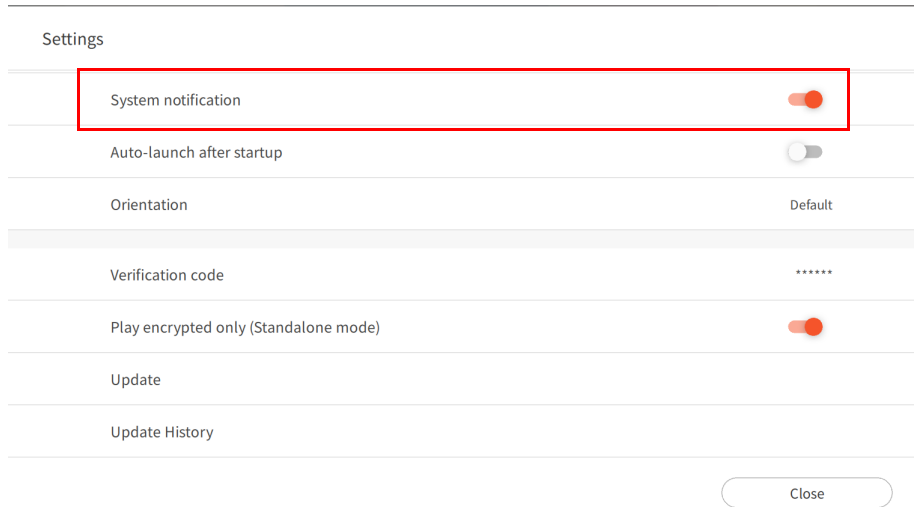 Settings
System notification
Auto-launch after startup
Orientation Default
Verification code ******
Play encrypted only (Standalone mode)
Update
Update History
Close